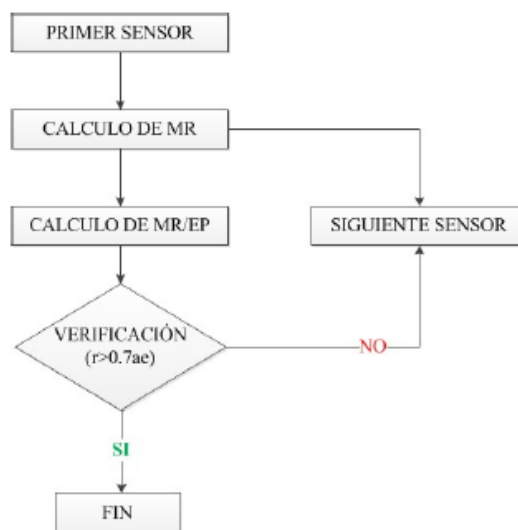 PRIMER SENSOR
CALCULO DE MR
CALCULO DE MR/EP
SIGUIENTE SENSOR
VERIFICACIÓN
(r>0.7ae)
NO
SI
FIN